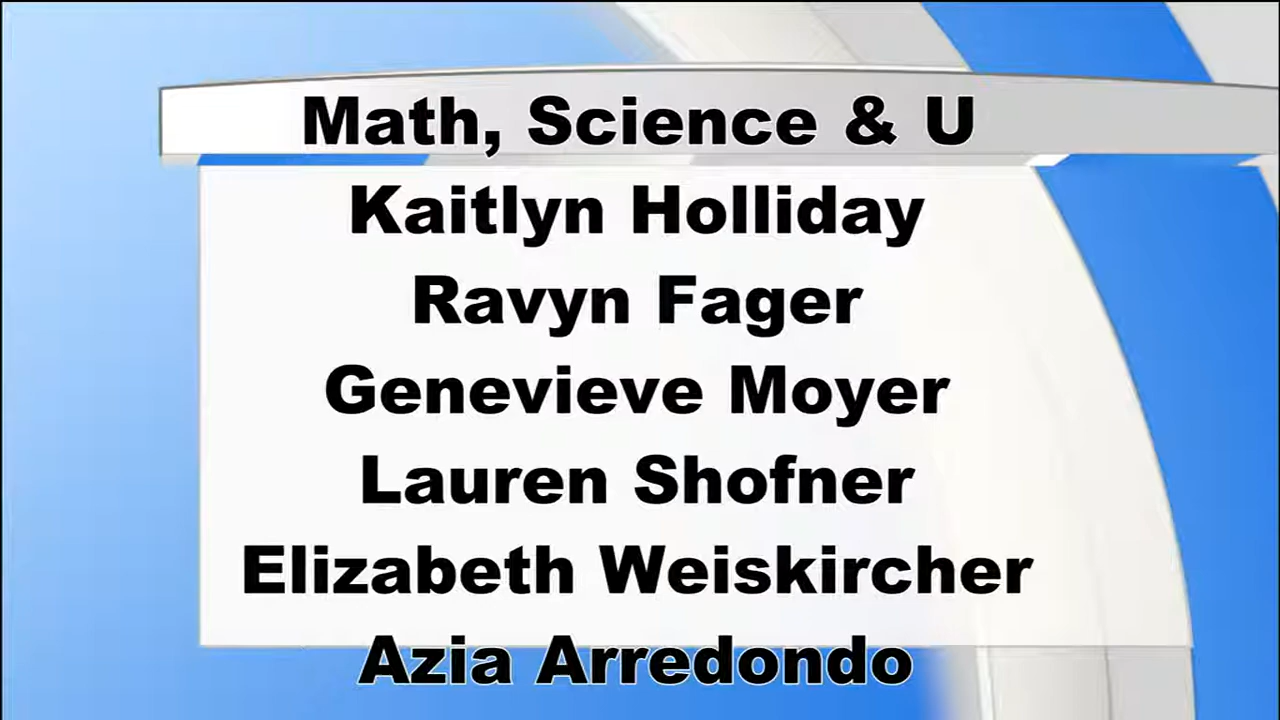 Math, Science & U
Kaitlyn Holliday
Ravyn Fager
Genevieve Moyer
Lauren Shofner
Elizabeth Weiskircher
Azia Arredondo